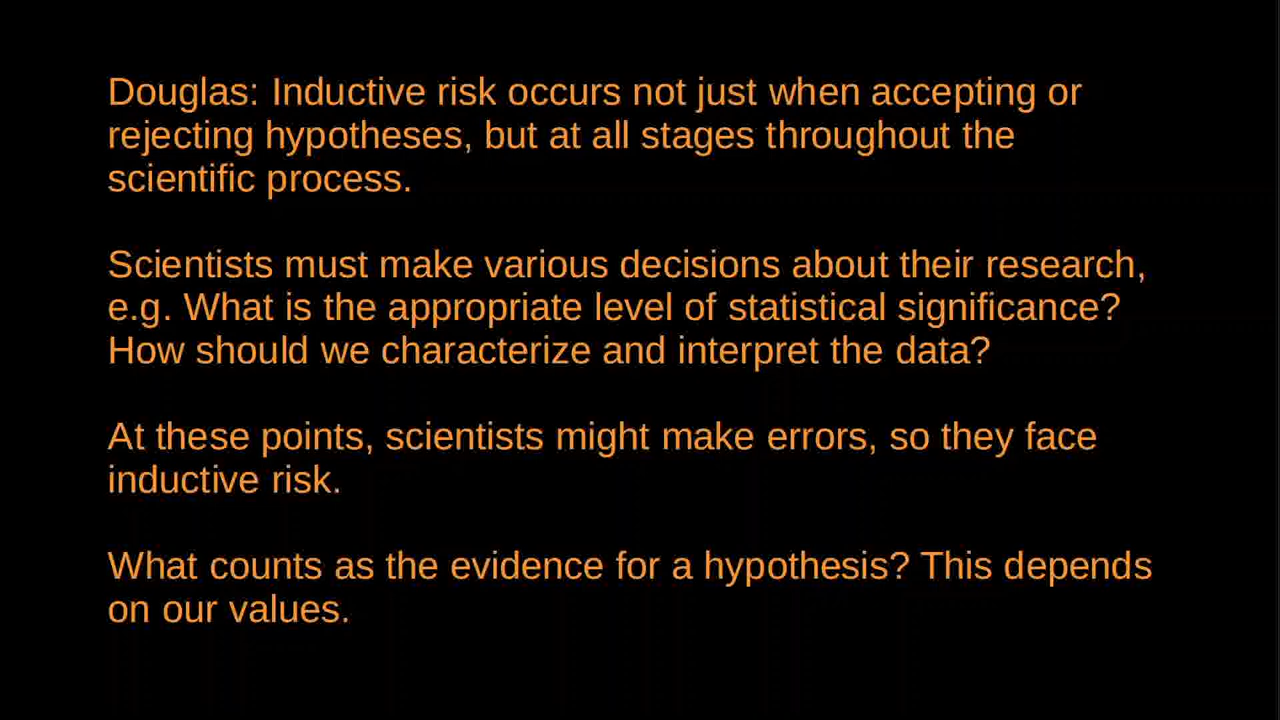 Douglas: Inductive risk occurs not just when accepting or
rejecting hypotheses, but at all stages throughout the
scientific process.
Scientists must make various decisions about their research,
e.g. What is the appropriate level of statistical significance?
How should we characterize and interpret the data?
At these points, scientists might make errors, so they face
inductive risk.
What counts as the evidence for a hypothesis? This depends
on our values.